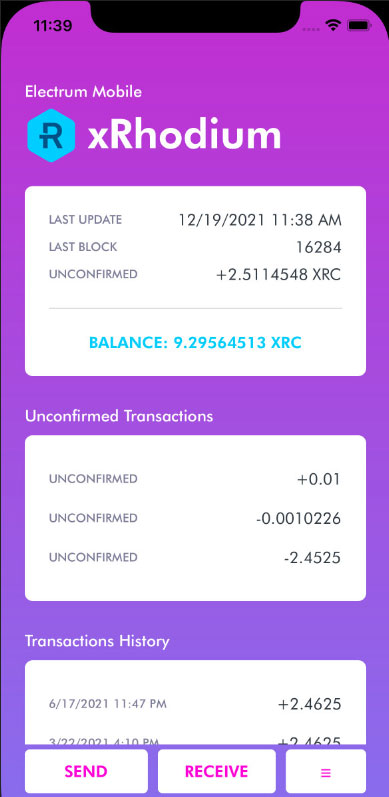 11:39
Electrum Mobile
xRhodium
LAST UPDATE 12/19/2021 11:38 AM
LAST BLOCK 16284
UNCONFIRMED +2.5114548 XRC
BALANCE: 9.29564513 XRC
Unconfirmed Transactions
UNCONFIRMED +0.01
UNCONFIRMED -0.0010226
UNCONFIRMED -2.4525
Transactions History
6/17/2021 11:47 PM +2.4625
3/22/2021 4:10 PM +2.4625
SEND RECEIVE